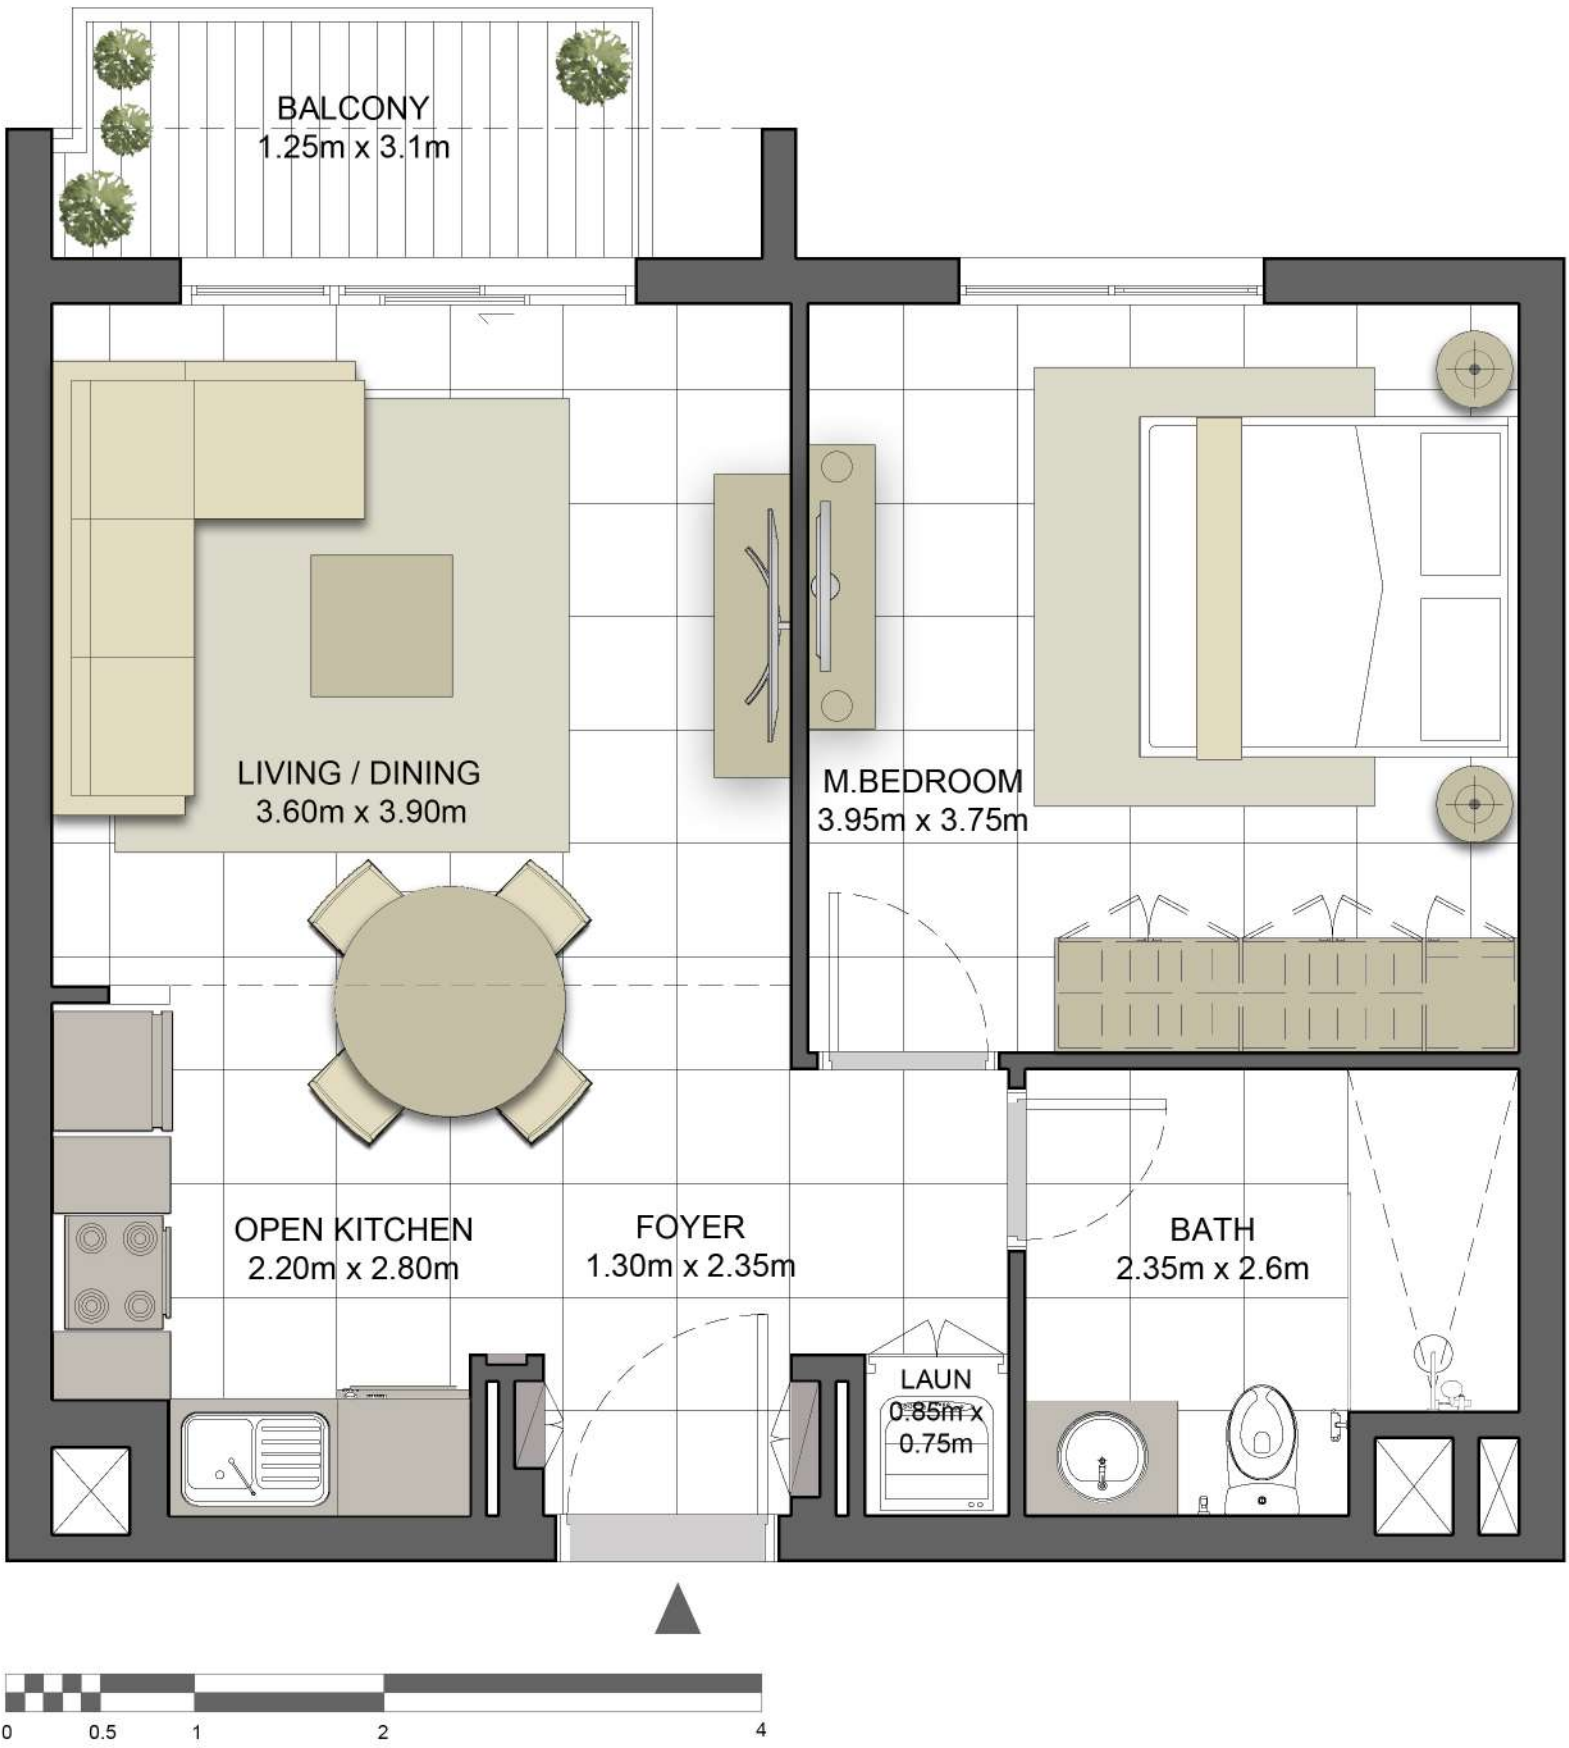 BALCONY
1.25m x 3.1m
LIVING / DINING
3.60m x 3.90m
M.BEDROOM
3.95m x 3.75m
OPEN KITCHEN
2.20m x 2.80m
FOYER
1.30m x 2.35m
BATH
2.35m x 2.6m
LAUN
0.85m x
0.75m
0 0.5 1 2 4